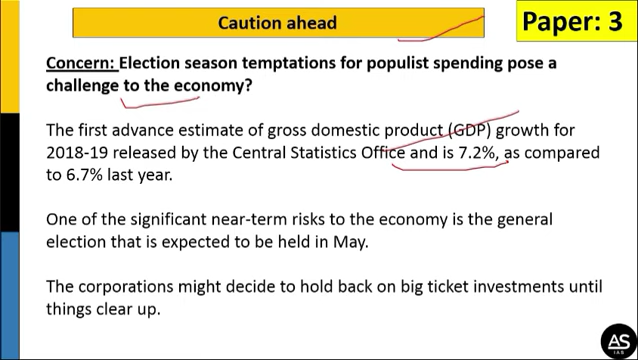 Caution ahead
Paper: 3
Concern: Election season temptations for populist spending pose a
challenge to the economy?
The first advance estimate of gross domestic product (GDP) growth for
2018-19 released by the Central Statistics Office and is 7.2%, as compared
to 6.7% last year.
One of the significant near-term risks to the economy is the general
election that is expected to be held in May.
The corporations might decide to hold back on big ticket investments until
things clear up.
AS
IAS